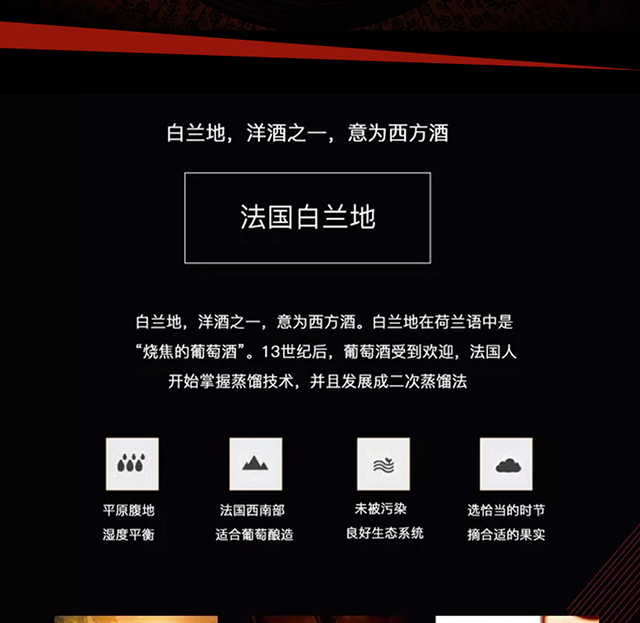 白兰地，洋酒之一，意为西方酒
法国白兰地
白兰地，洋酒之一，意为西方酒。白兰地在荷兰语中是
“烧焦的葡萄酒”。13世纪后，葡萄酒受到欢迎，法国人
开始掌握蒸馏技术，并且发展成二次蒸馏法
平原腹地
湿度平衡
法国西南部
适合葡萄酿造
未被污染
良好生态系统
选恰当的时节
摘合适的果实